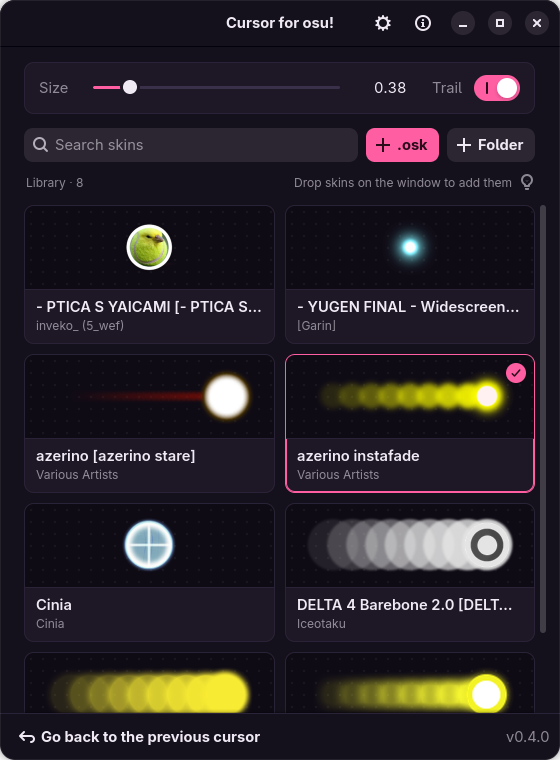 Cursor for osu!
Size
0.38
Trail
Search skins
.osk
Folder
Library · 8
Drop skins on the window to add them
- PTICA S YAICAMI [- PTICA S...
inveko_ (5_wef)
- YUGEN FINAL - Widescreen...
[Garin]
azerino [azerino stare]
Various Artists
azerino instafade
Various Artists
Cinia
Cinia
DELTA 4 Barebone 2.0 [DELT...
Iceotaku
Go back to the previous cursor
v0.4.0